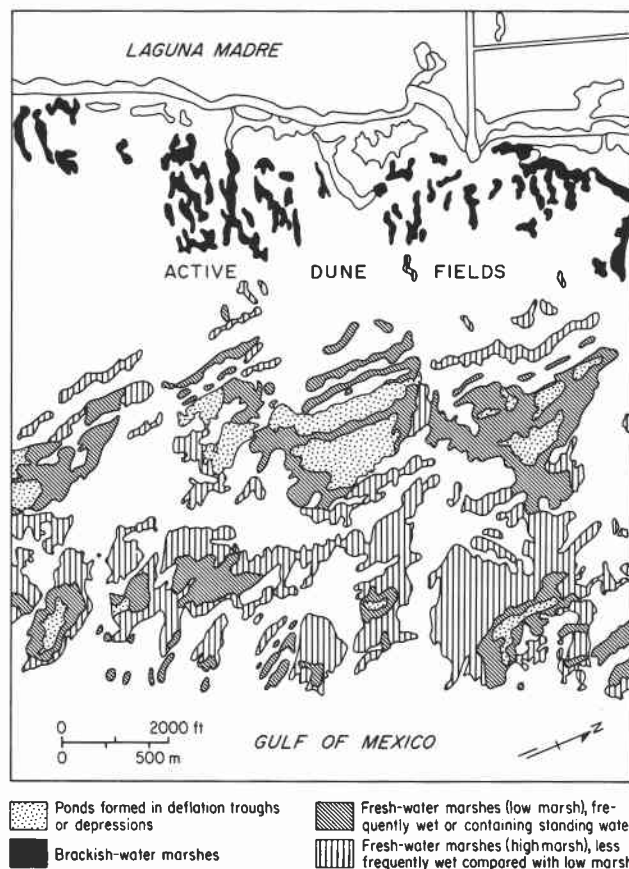 LAGUNA MADRE
ACTIVE DUNE FIELDS
0 2000 ft
0 500 m
GULF OF MEXICO
N
Ponds formed in deflation troughs
or depressions
Brackish-water marshes
Fresh-water marshes (low marsh), fre-
quently wet or containing standing water
Fresh-water marshes (high marsh), less
frequently wet compared with low marsh